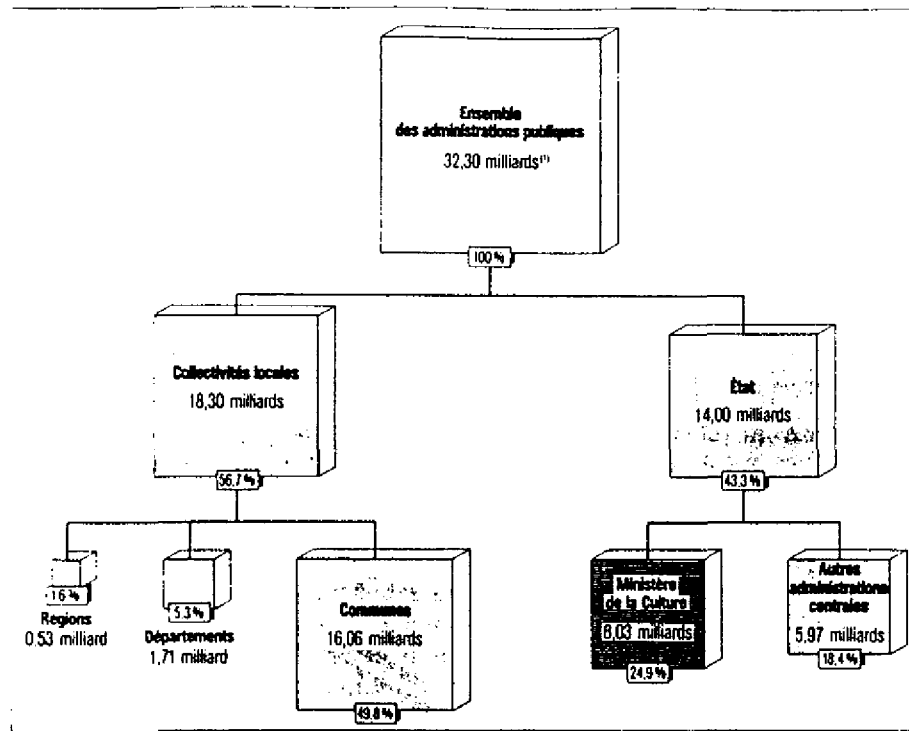 Ensemble
des administrations publiques
32,30 milliards(1)
100 %
Collectivités locales
18,30 milliards
56,7 %
État
14,00 milliards
43,3 %
1 6 %
Regions
0,53 milliard
5,3 %
Départements
1,71 milliard
Communes
16,06 milliards
49,8 %
Ministère
de la Culture
8,03 milliards
24,9 %
Autres
administrations
centrales
5,97 milliards
18,4 %